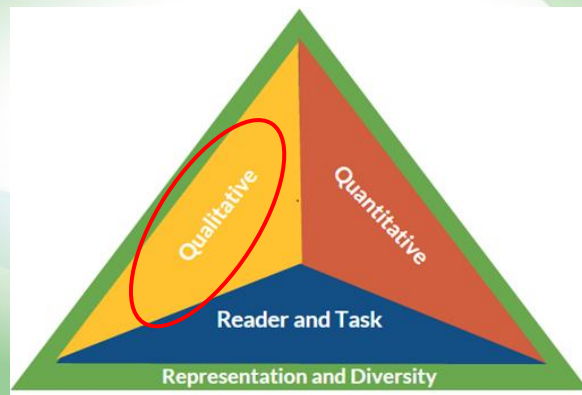 Qualitative
Quantitative
Reader and Task
Representation and Diversity